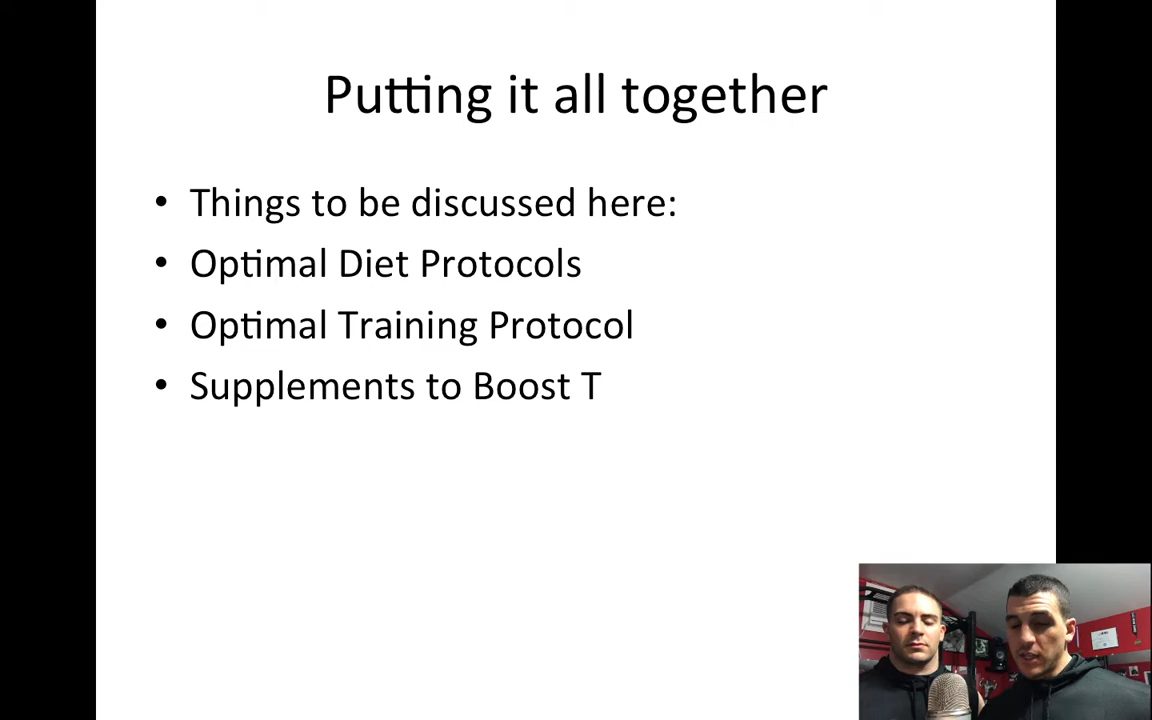 Putting it all together
• Things to be discussed here:
• Optimal Diet Protocols
• Optimal Training Protocol
• Supplements to Boost T